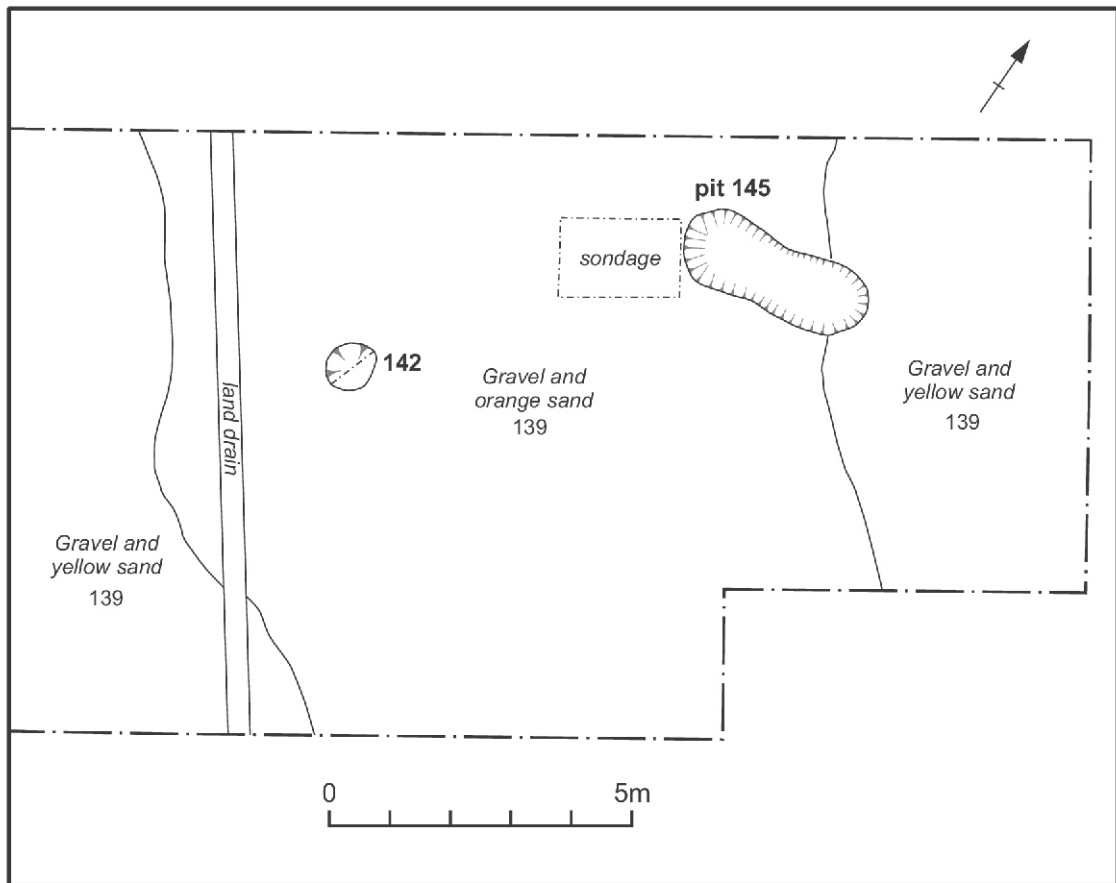 pit 145
sondage
142
Gravel and
orange sand
139
Gravel and
yellow sand
139
land drain
Gravel and
yellow sand
139
0 5m